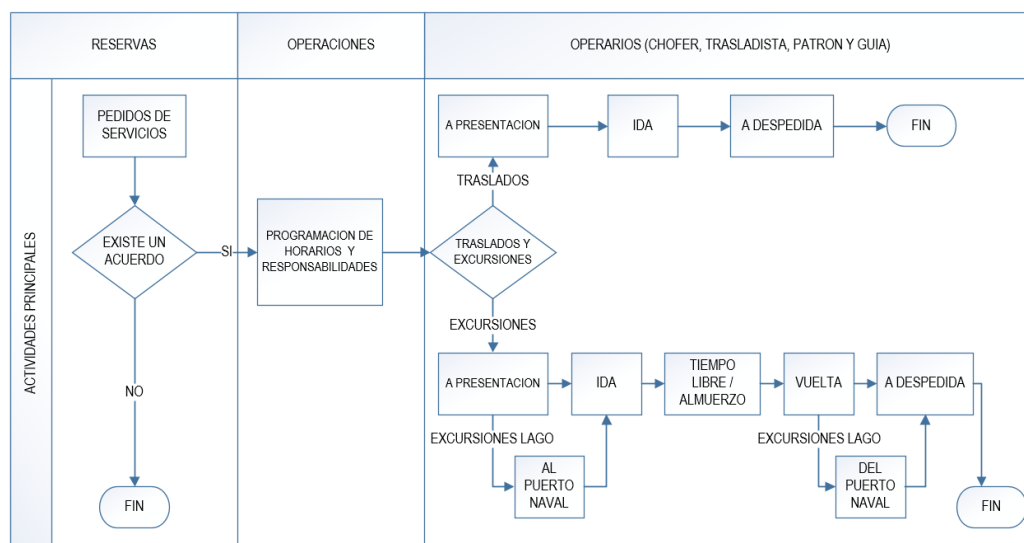 RESERVAS
OPERACIONES
OPERARIOS (CHOFER, TRASLADISTA, PATRON Y GUIA)
ACTIVIDADES PRINCIPALES
PEDIDOS DE
SERVICIOS
EXISTE UN
ACUERDO
SI
NO
FIN
PROGRAMACION DE
HORARIOS Y
RESPONSABILIDADES
TRASLADOS Y
EXCURSIONES
TRASLADOS
A PRESENTACION
IDA
A DESPEDIDA
FIN
EXCURSIONES
A PRESENTACION
IDA
TIEMPO
LIBRE /
ALMUERZO
VUELTA
A DESPEDIDA
EXCURSIONES LAGO
AL
PUERTO
NAVAL
EXCURSIONES LAGO
DEL
PUERTO
NAVAL
FIN